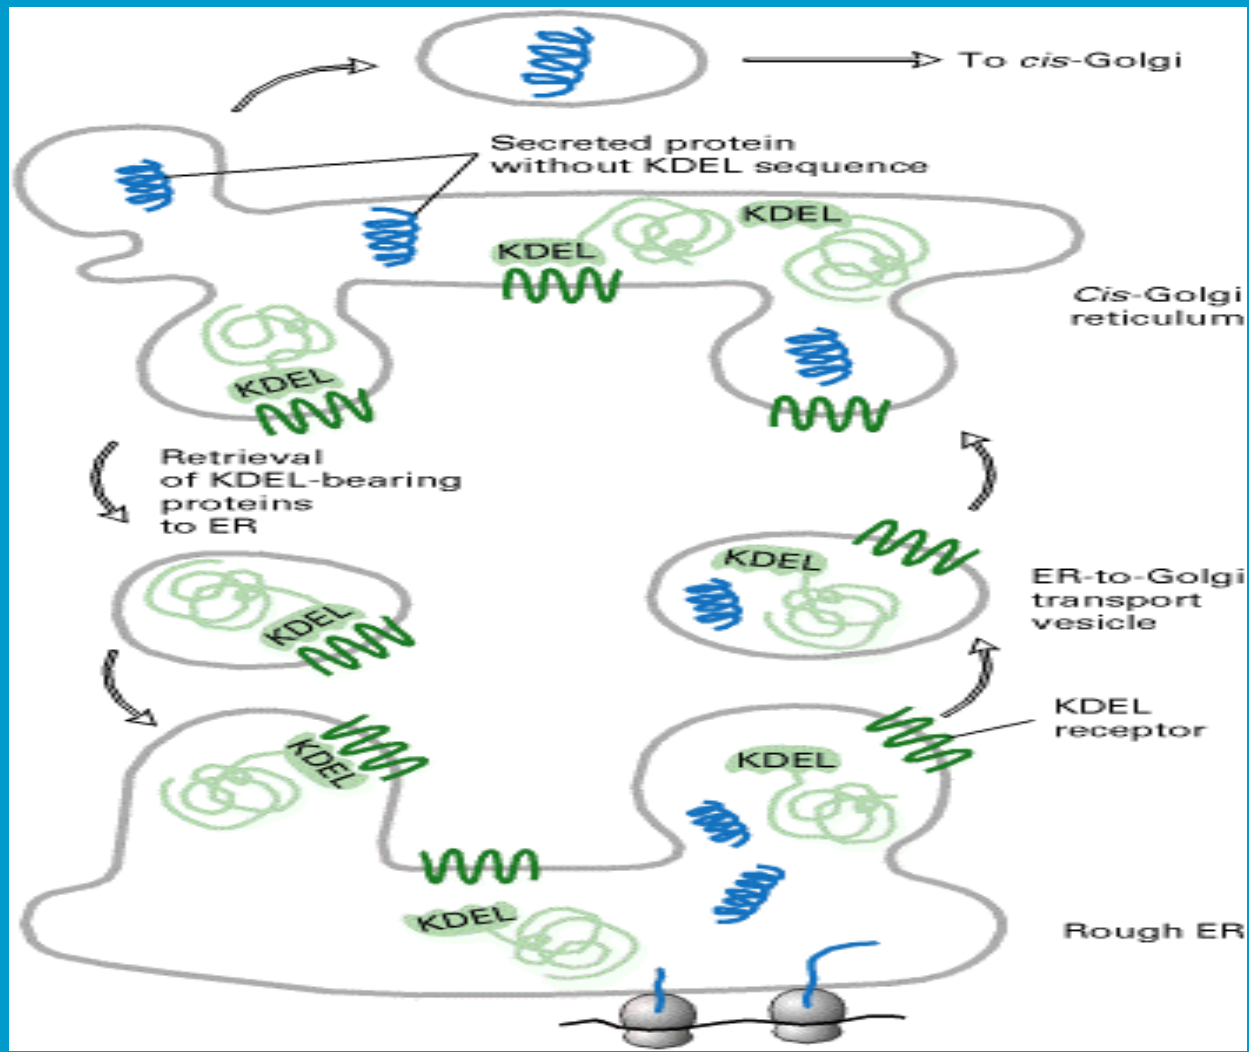 To cis-Golgi
Secreted protein
without KDEL sequence
KDEL
KDEL
Cis-Golgi
reticulum
KDEL
Retrieval
of KDEL-bearing
proteins
to ER
KDEL
ER-to-Golgi
transport
vesicle
KDEL
KDEL
receptor
KDEL
KDEL
KDEL
Rough ER